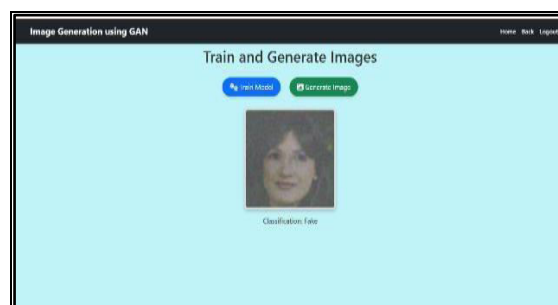 Image Generation using GAN
Home Back Logout
Train and Generate Images
Train Model Generate Image
Classification: Fake